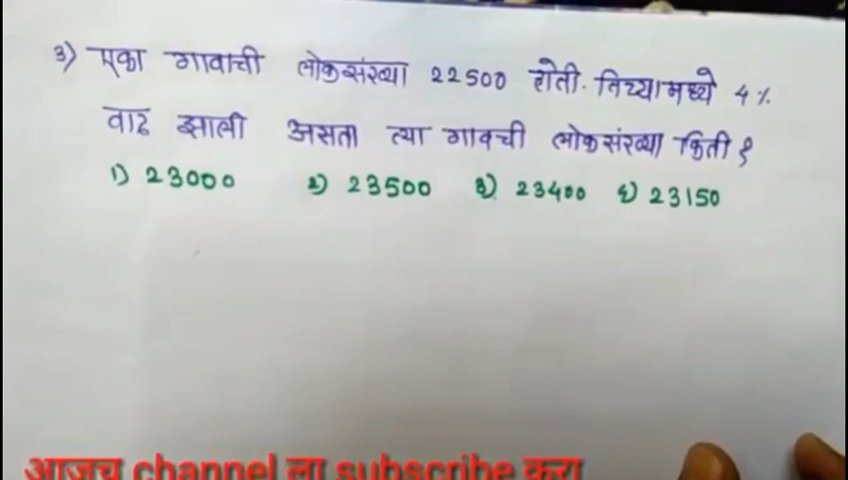 3) एका गावाची लोकसंख्या 22500 होती. तिच्यामध्ये 4%
वाढ झाली असता त्या गावची लोकसंख्या किती ?
1) 23000 2) 23500 3) 23400 4) 23150
आजच channel ला subscribe करा